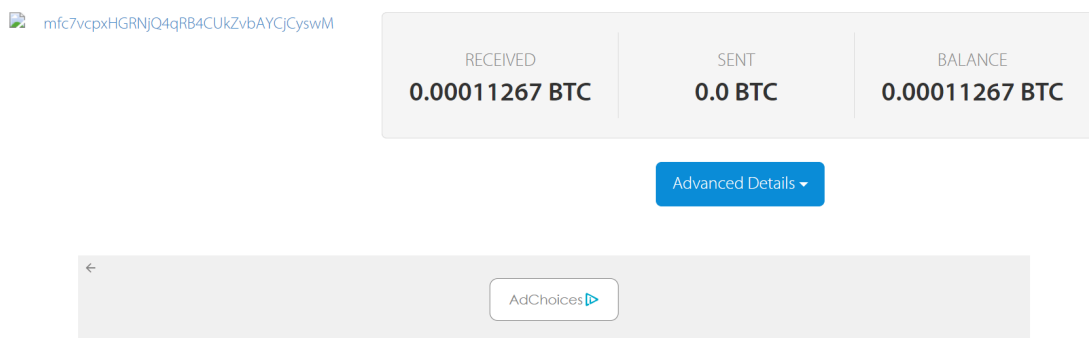 mfc7vcpxHGRNjQ4qRB4CUkZvbAYCjCyswM
RECEIVED
0.00011267 BTC
SENT
0.0 BTC
BALANCE
0.00011267 BTC
Advanced Details
AdChoices